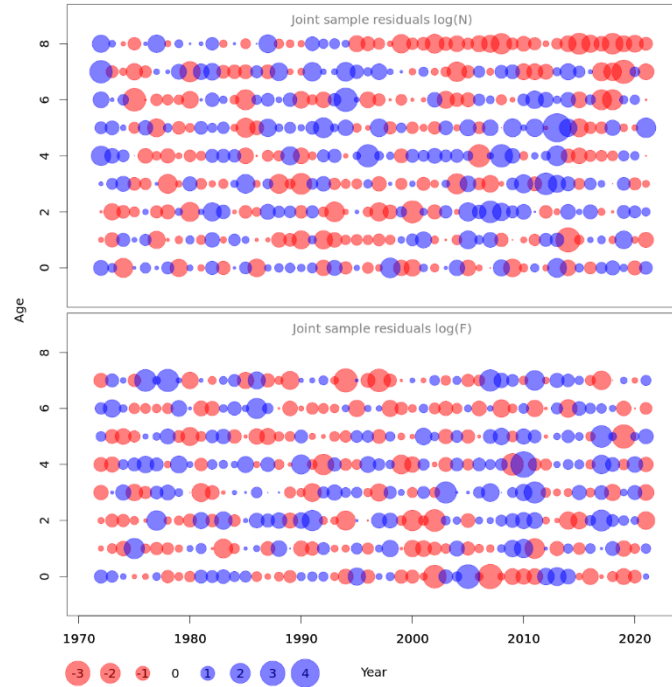 Joint sample residuals log(N)
8
6
4
2
0
Age
Joint sample residuals log(F)
8
6
4
2
0
1970 1980 1990 2000 2010 2020
-3 -2 -1 0 1 2 3 4 Year